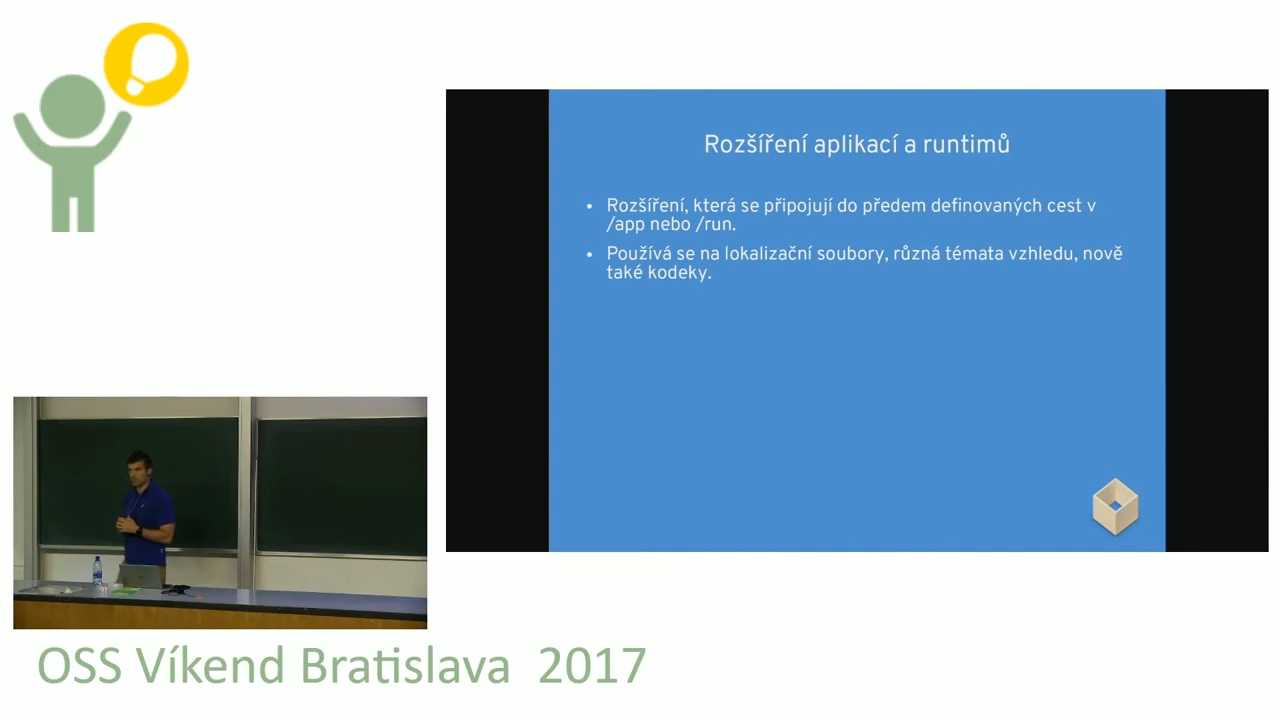 Rozšíření aplikací a runtimů
• Rozšíření, která se připojují do předem definovaných cest v
/app nebo /run.
• Používá se na lokalizační soubory, různá témata vzhledu, nově
také kodeky.
OSS Víkend Bratislava 2017